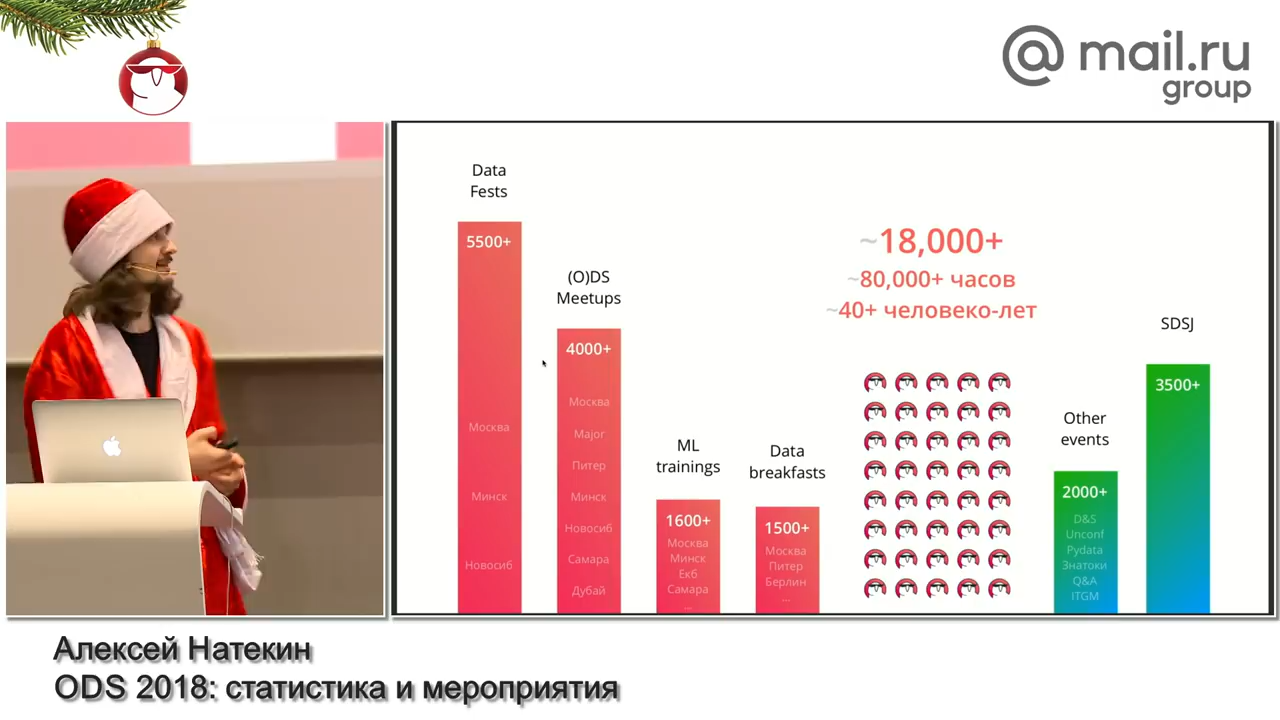 @ mail.ru
group
Data
Fests
5500+
Москва
Минск
Новосиб
(O)DS
Meetups
4000+
Москва
Major
Питер
Минск
Новосиб
Самара
Дубай
ML
trainings
1600+
Москва
Минск
Екб
Самара
...
Data
breakfasts
1500+
Москва
Питер
Берлин
...
~18,000+
~80,000+ часов
~40+ человеко-лет
Other
events
2000+
D&S
Unconf
Pydata
Знатоки
Q&A
ITGM
SDSJ
3500+
Алексей Натекин
ODS 2018: статистика и мероприятия